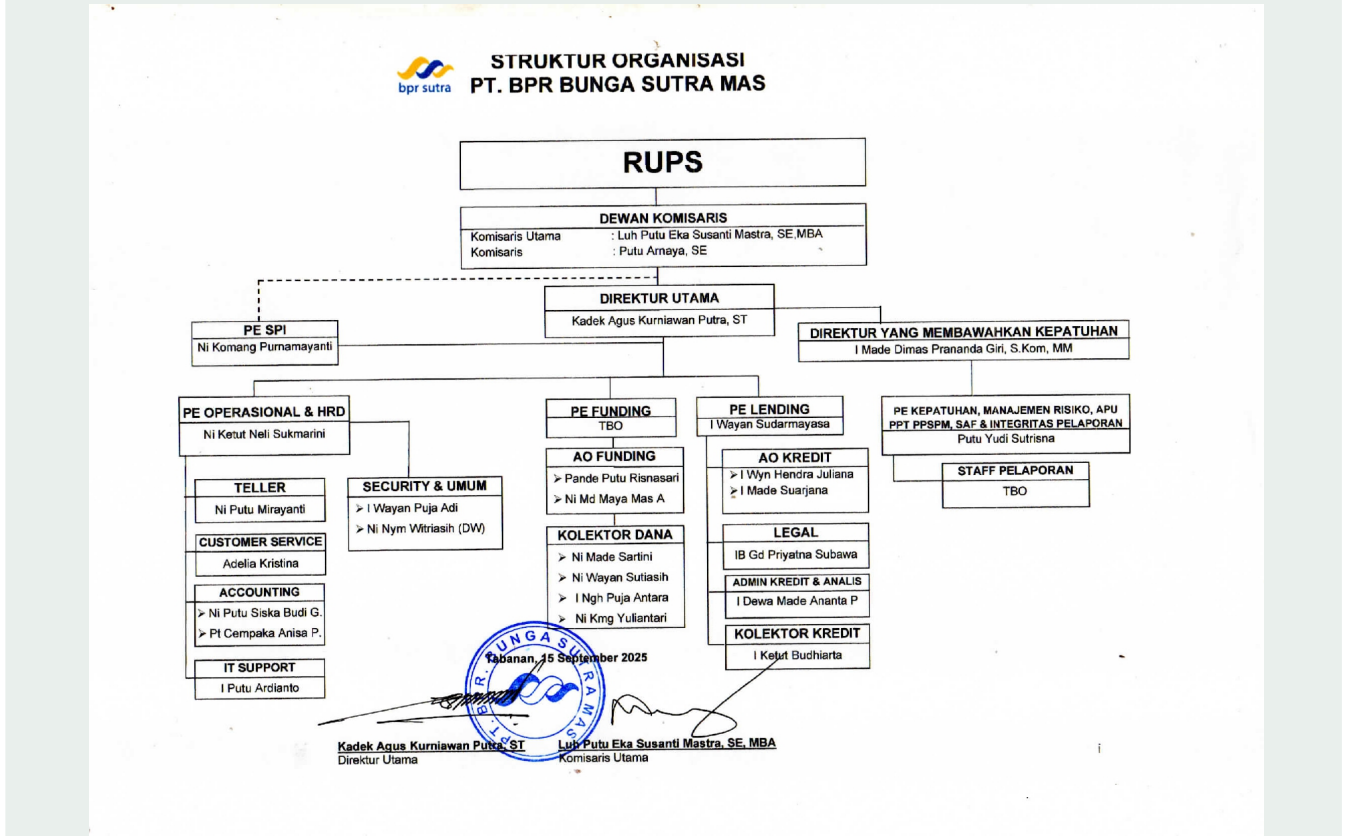 STRUKTUR ORGANISASI
bpr sutra
PT. BPR BUNGA SUTRA MAS
RUPS
DEWAN KOMISARIS
Komisaris Utama : Luh Putu Eka Susanti Mastra, SE,MBA
Komisaris : Putu Arnaya, SE
DIREKTUR UTAMA
Kadek Agus Kurniawan Putra, ST
PE SPI
Ni Komang Purnamayanti
DIREKTUR YANG MEMBAWAHKAN KEPATUHAN
I Made Dimas Prananda Giri, S.Kom, MM
PE OPERASIONAL & HRD
Ni Ketut Neli Sukmarini
PE FUNDING
TBO
PE LENDING
I Wayan Sudarmayasa
PE KEPATUHAN, MANAJEMEN RISIKO, APU
PPT PPSPM, SAF & INTEGRITAS PELAPORAN
Putu Yudi Sutrisna
TELLER
Ni Putu Mirayanti
CUSTOMER SERVICE
Adelia Kristina
ACCOUNTING
➢ Ni Putu Siska Budi G.
➢ Pt Cempaka Anisa P.
IT SUPPORT
I Putu Ardianto
SECURITY & UMUM
➢ I Wayan Puja Adi
➢ Ni Nym Witriasih (DW)
AO FUNDING
➢ Pande Putu Risnasari
➢ Ni Md Maya Mas A
KOLEKTOR DANA
➢ Ni Made Sartini
➢ Ni Wayan Sutiasih
➢ I Ngh Puja Antara
➢ Ni Kmg Yuliantari
AO KREDIT
➢ I Wyn Hendra Juliana
➢ I Made Suarjana
LEGAL
IB Gd Priyatna Subawa
ADMIN KREDIT & ANALIS
I Dewa Made Ananta P
KOLEKTOR KREDIT
I Ketut Budhiarta
STAFF PELAPORAN
TBO
Tabanan, 15 September 2025
PT. BPR. BUNGA SUTRA MAS
Kadek Agus Kurniawan Putra, ST
Direktur Utama
Luh Putu Eka Susanti Mastra, SE, MBA
Komisaris Utama